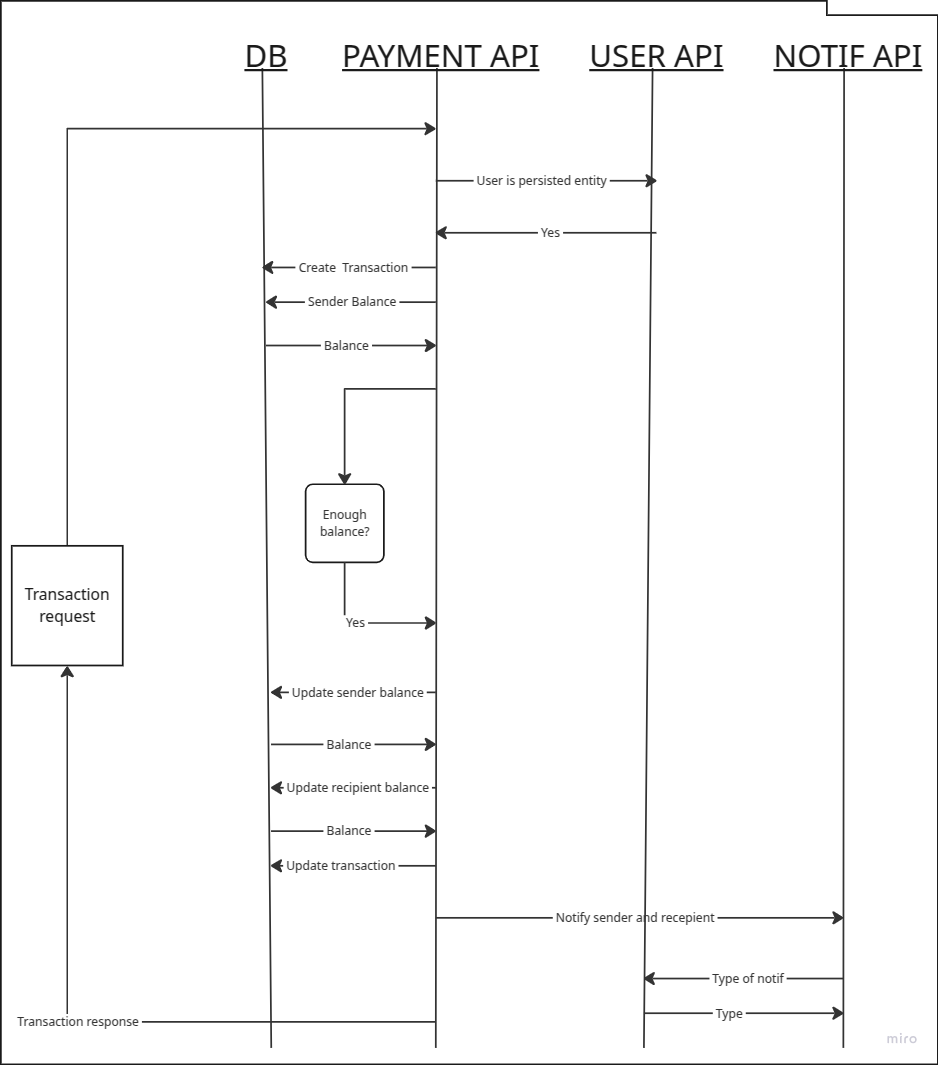 DB
PAYMENT API
USER API
NOTIF API
User is persisted entity
Yes
Create  Transaction
Sender Balance
Balance
Enough
balance?
Yes
Transaction
request
Update sender balance
Balance
Update recipient balance
Balance
Update transaction
Notify sender and recepient
Type of notif
Type
Transaction response
miro